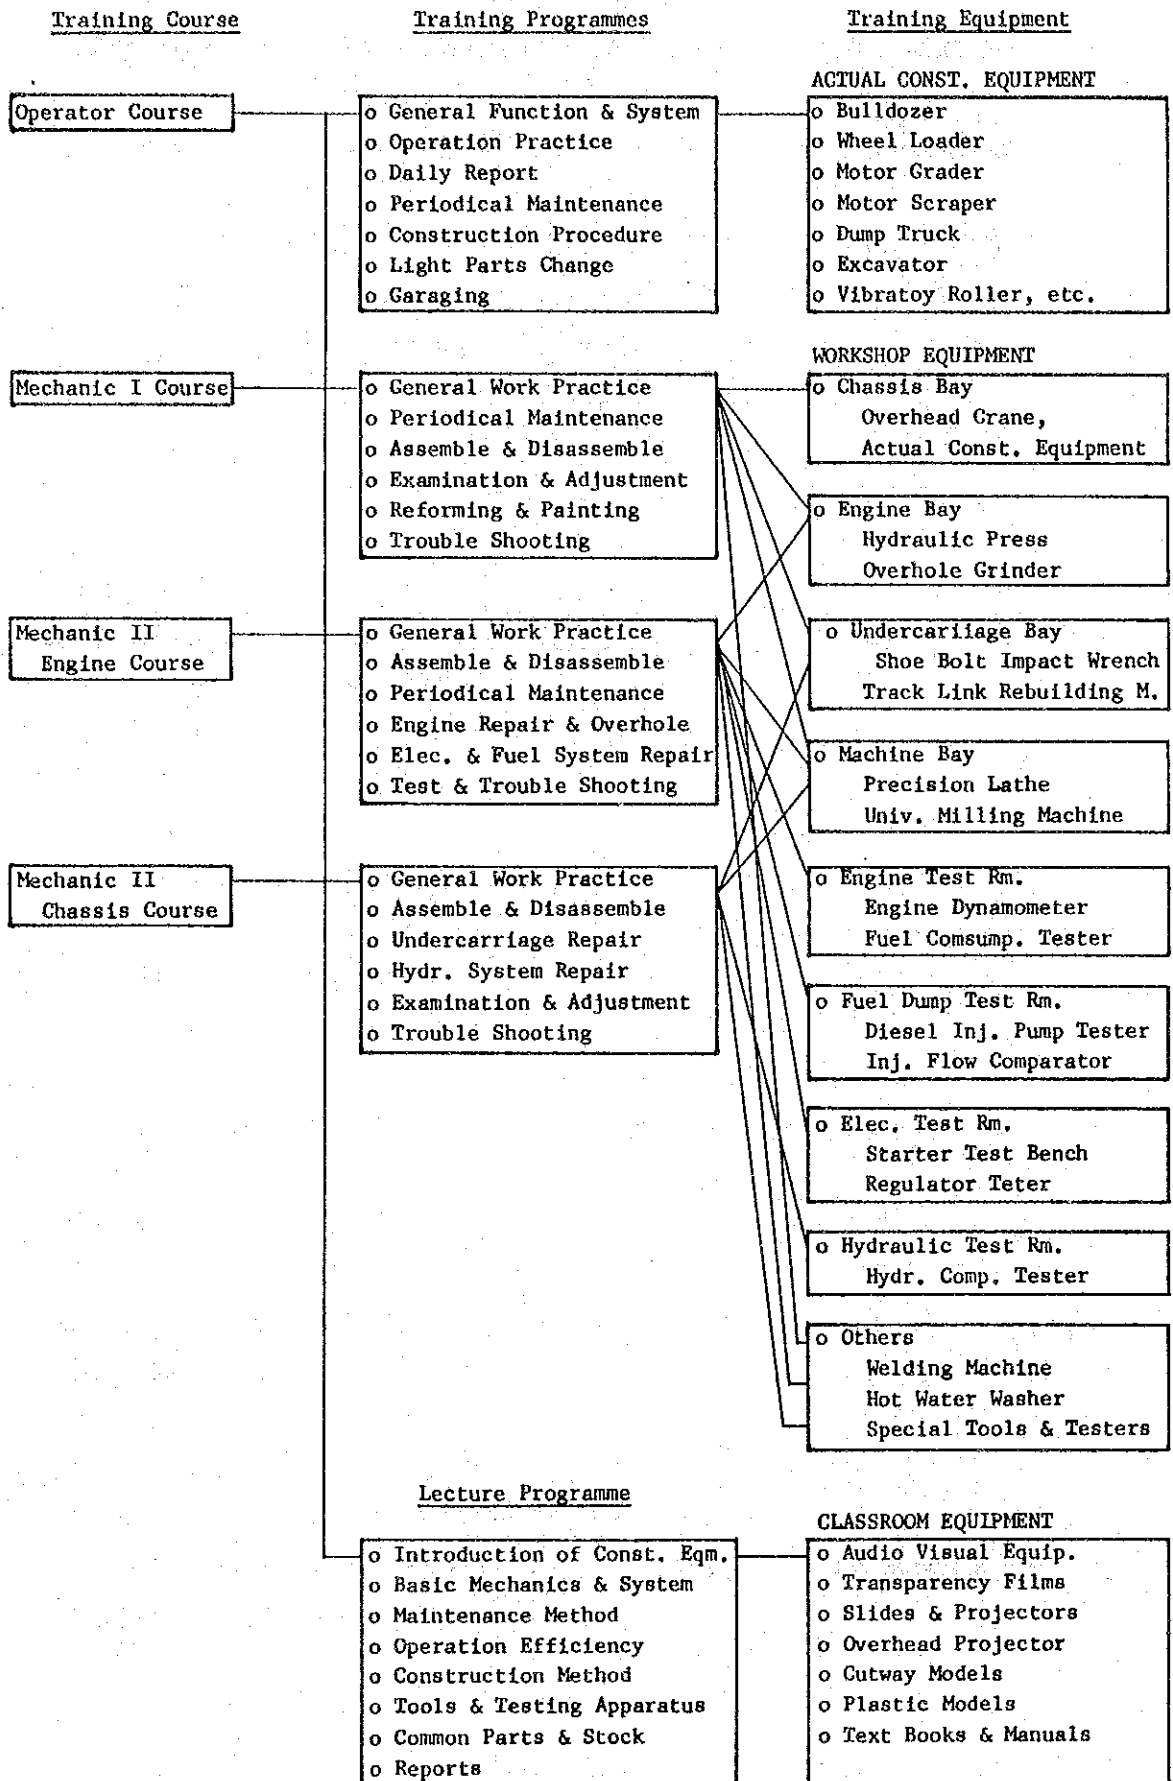 Training Course
Training Programmes
Training Equipment
Operator Course
o General Function & System
o Operation Practice
o Daily Report
o Periodical Maintenance
o Construction Procedure
o Light Parts Change
o Garaging
ACTUAL CONST. EQUIPMENT
o Bulldozer
o Wheel Loader
o Motor Grader
o Motor Scraper
o Dump Truck
o Excavator
o Vibratoy Roller, etc.
Mechanic I Course
o General Work Practice
o Periodical Maintenance
o Assemble & Disassemble
o Examination & Adjustment
o Reforming & Painting
o Trouble Shooting
WORKSHOP EQUIPMENT
o Chassis Bay
Overhead Crane,
Actual Const. Equipment
o Engine Bay
Hydraulic Press
Overhole Grinder
Mechanic II
Engine Course
o General Work Practice
o Assemble & Disassemble
o Periodical Maintenance
o Engine Repair & Overhole
o Elec. & Fuel System Repair
o Test & Trouble Shooting
o Undercariiage Bay
Shoe Bolt Impact Wrench
Track Link Rebuilding M.
o Machine Bay
Precision Lathe
Univ. Milling Machine
Mechanic II
Chassis Course
o General Work Practice
o Assemble & Disassemble
o Undercarriage Repair
o Hydr. System Repair
o Examination & Adjustment
o Trouble Shooting
o Engine Test Rm.
Engine Dynamometer
Fuel Comsump. Tester
o Fuel Dump Test Rm.
Diesel Inj. Pump Tester
Inj. Flow Comparator
o Elec. Test Rm.
Starter Test Bench
Regulator Teter
o Hydraulic Test Rm.
Hydr. Comp. Tester
o Others
Welding Machine
Hot Water Washer
Special Tools & Testers
Lecture Programme
o Introduction of Const. Eqm.
o Basic Mechanics & System
o Maintenance Method
o Operation Efficiency
o Construction Method
o Tools & Testing Apparatus
o Common Parts & Stock
o Reports
CLASSROOM EQUIPMENT
o Audio Visual Equip.
o Transparency Films
o Slides & Projectors
o Overhead Projector
o Cutway Models
o Plastic Models
o Text Books & Manuals